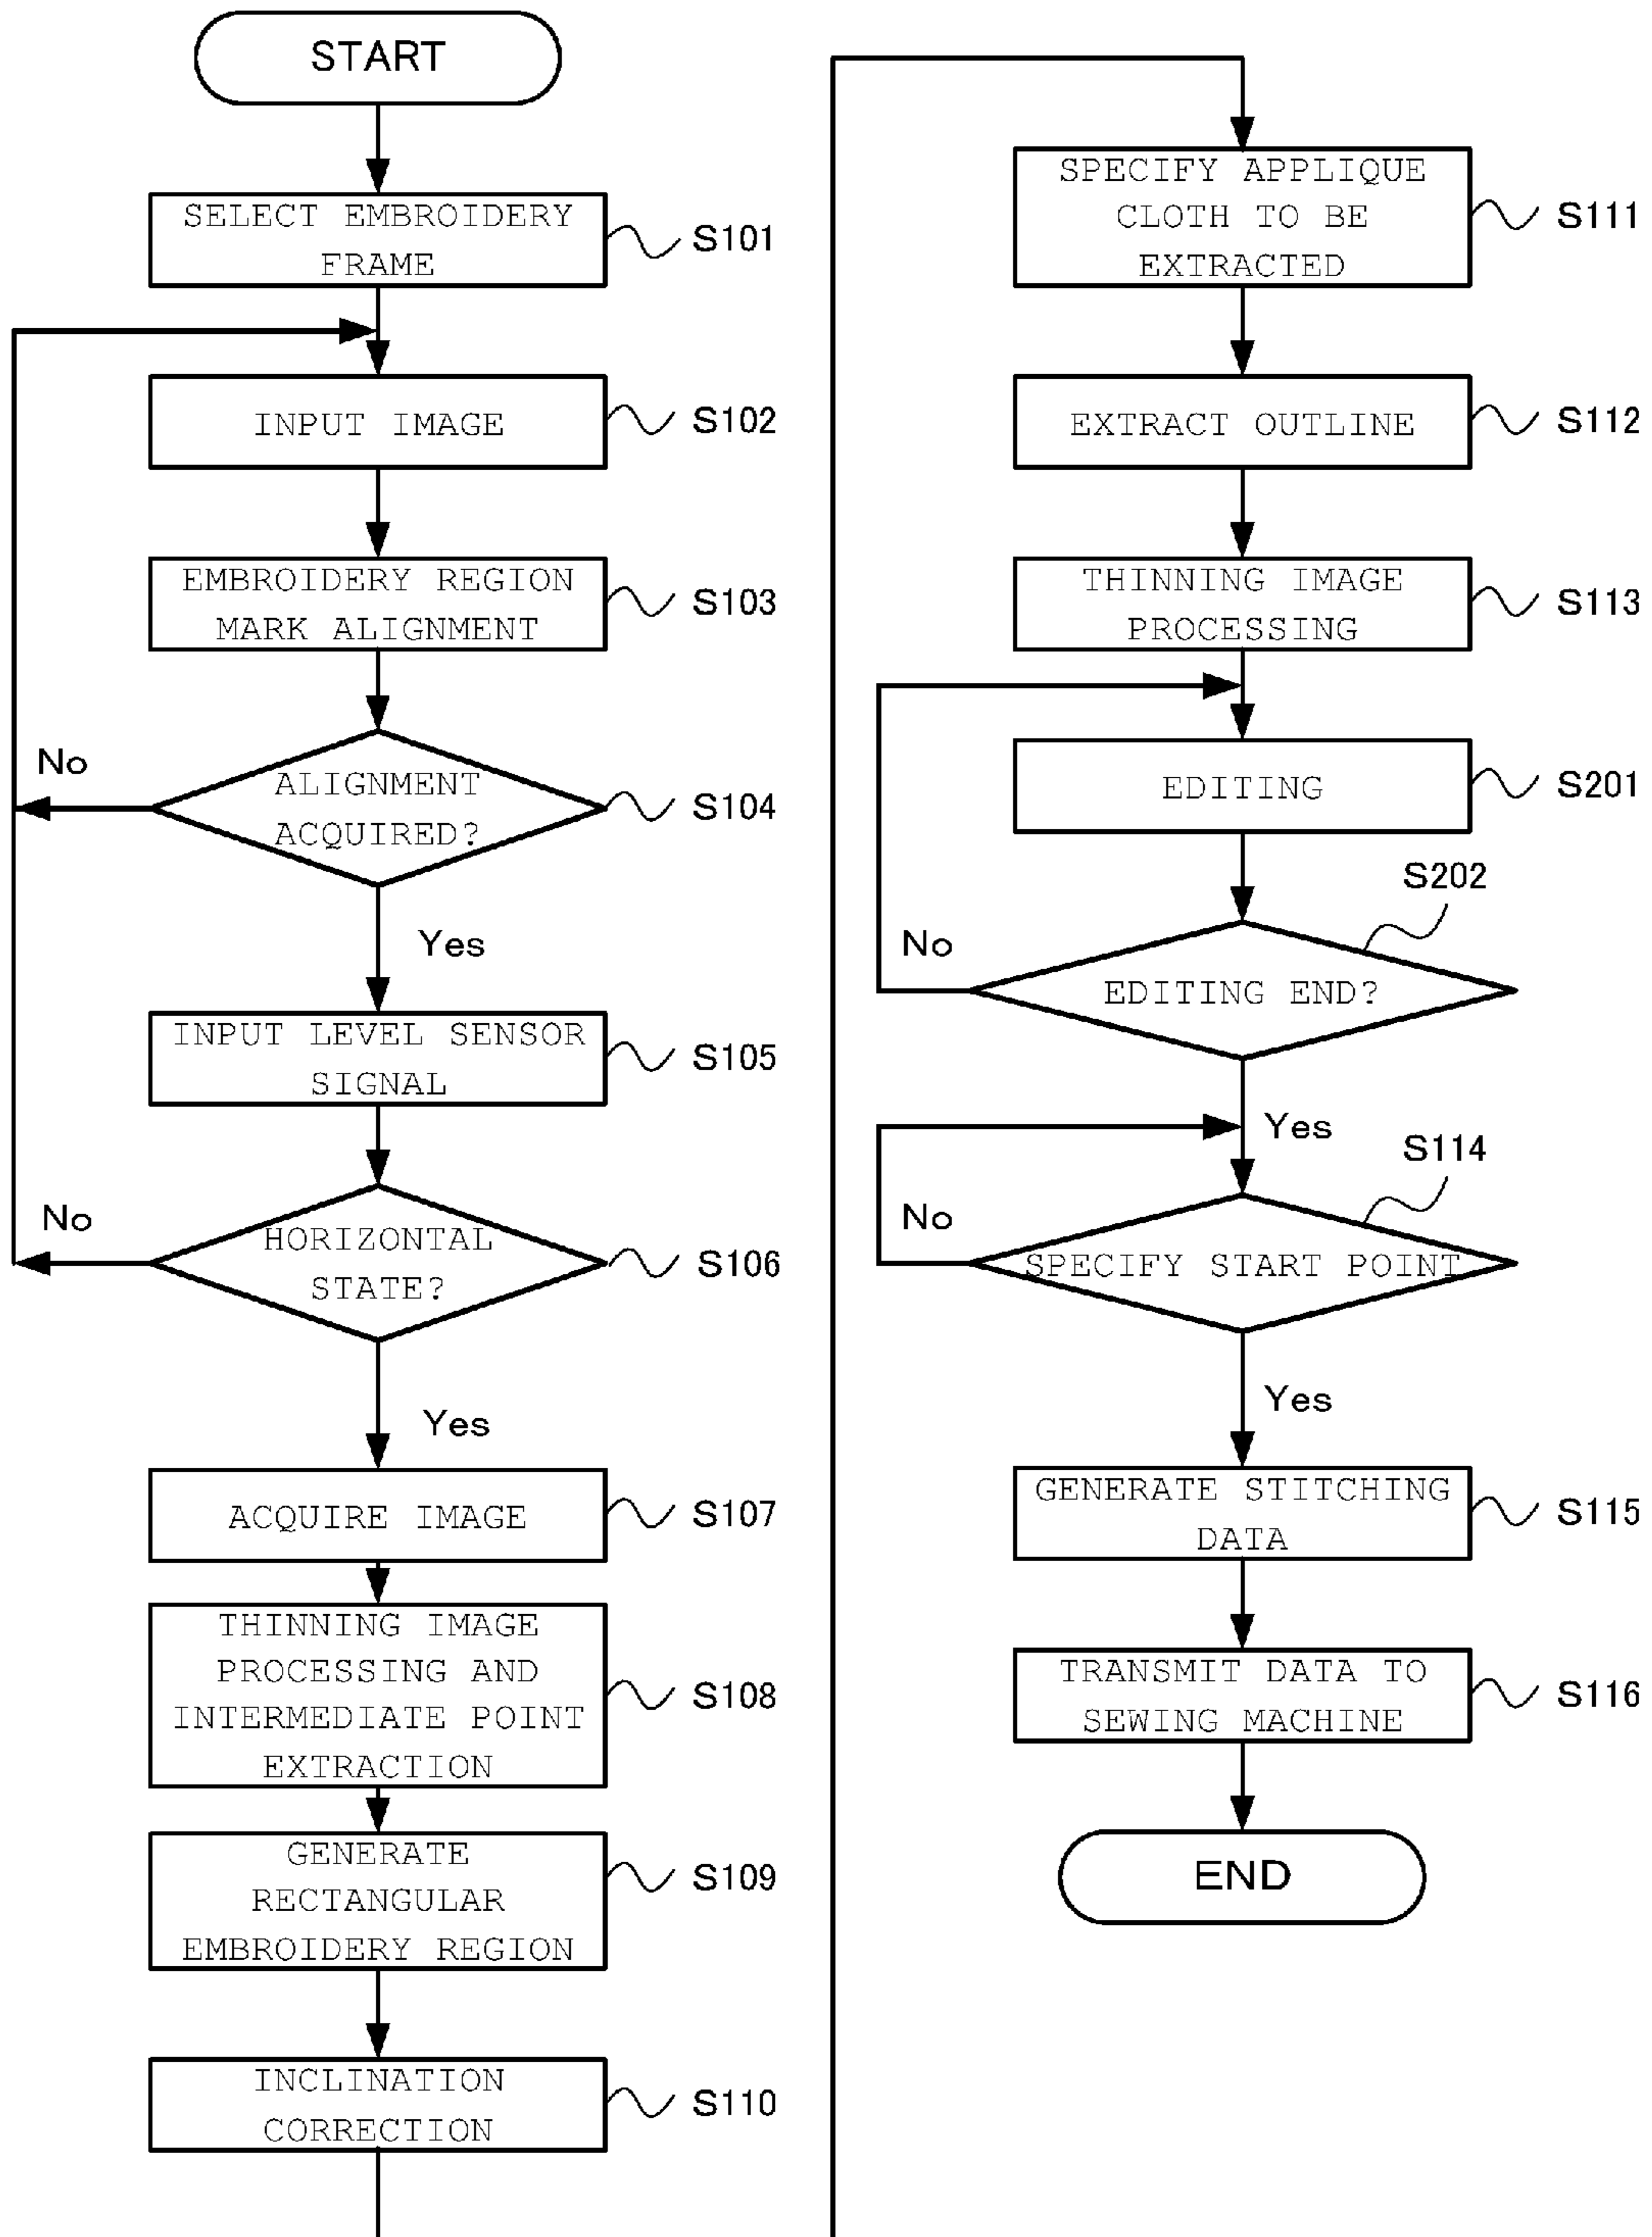 START
SELECT EMBROIDERY
FRAME
S101
INPUT IMAGE
S102
EMBROIDERY REGION
MARK ALIGNMENT
S103
ALIGNMENT
ACQUIRED?
S104
No
Yes
INPUT LEVEL SENSOR
SIGNAL
S105
HORIZONTAL
STATE?
S106
No
Yes
ACQUIRE IMAGE
S107
THINNING IMAGE
PROCESSING AND
INTERMEDIATE POINT
EXTRACTION
S108
GENERATE
RECTANGULAR
EMBROIDERY REGION
S109
INCLINATION
CORRECTION
S110
SPECIFY APPLIQUE
CLOTH TO BE
EXTRACTED
S111
EXTRACT OUTLINE
S112
THINNING IMAGE
PROCESSING
S113
EDITING
S201
S202
No
EDITING END?
Yes
S114
No
SPECIFY START POINT
Yes
GENERATE STITCHING
DATA
S115
TRANSMIT DATA TO
SEWING MACHINE
S116
END